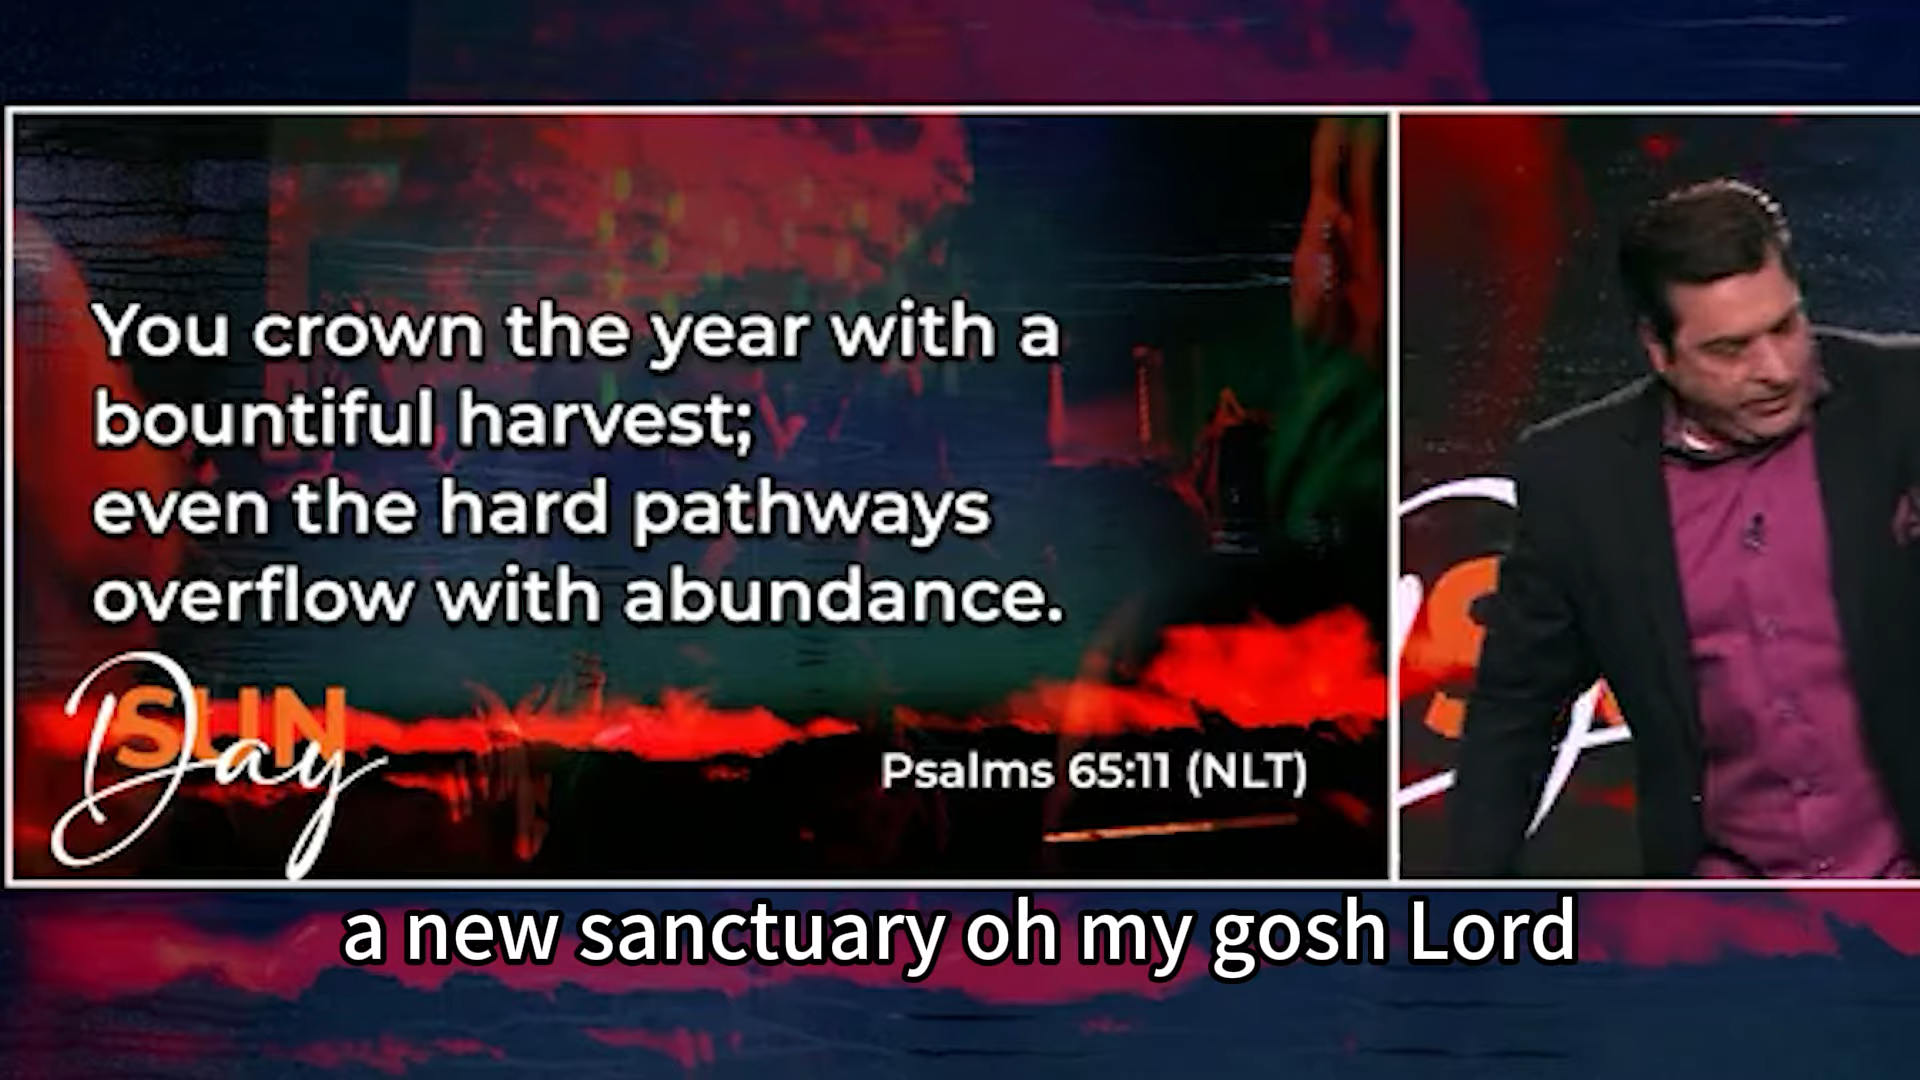 You crown the year with a
bountiful harvest;
even the hard pathways
overflow with abundance.
SUN
Day
Psalms 65:11 (NLT)
a new sanctuary oh my gosh Lord